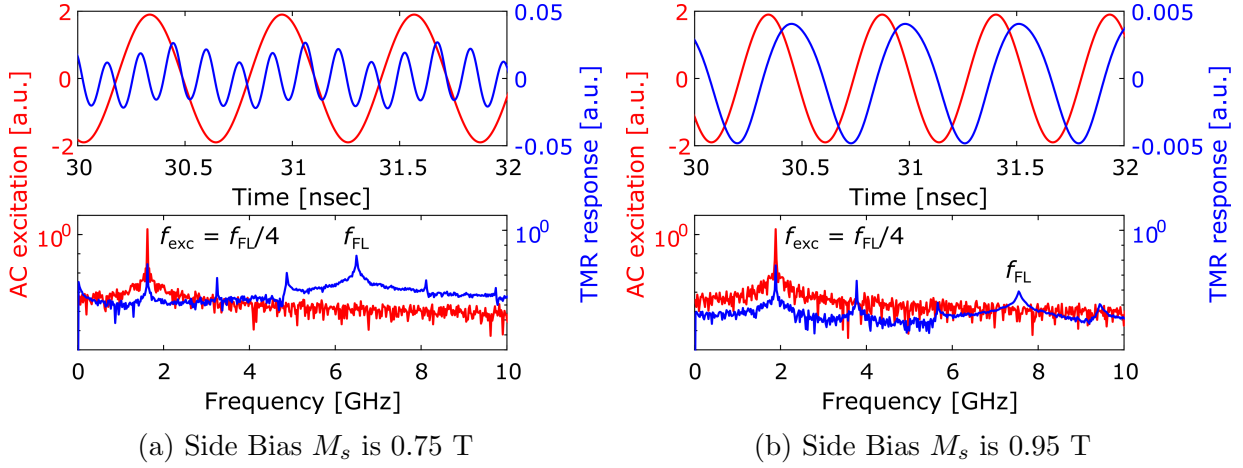 AC excitation [a.u.]
2
0
-2
0.05
0
-0.05
30
30.5
31
31.5
32
Time [nsec]
TMR response [a.u.]
10^0
f_exc = f_FL/4
f_FL
10^0
0
2
4
6
8
10
Frequency [GHz]
(a) Side Bias M_s is 0.75 T
AC excitation [a.u.]
2
0
-2
0.005
0
-0.005
30
30.5
31
31.5
32
Time [nsec]
TMR response [a.u.]
10^0
f_exc = f_FL/4
f_FL
10^0
0
2
4
6
8
10
Frequency [GHz]
(b) Side Bias M_s is 0.95 T